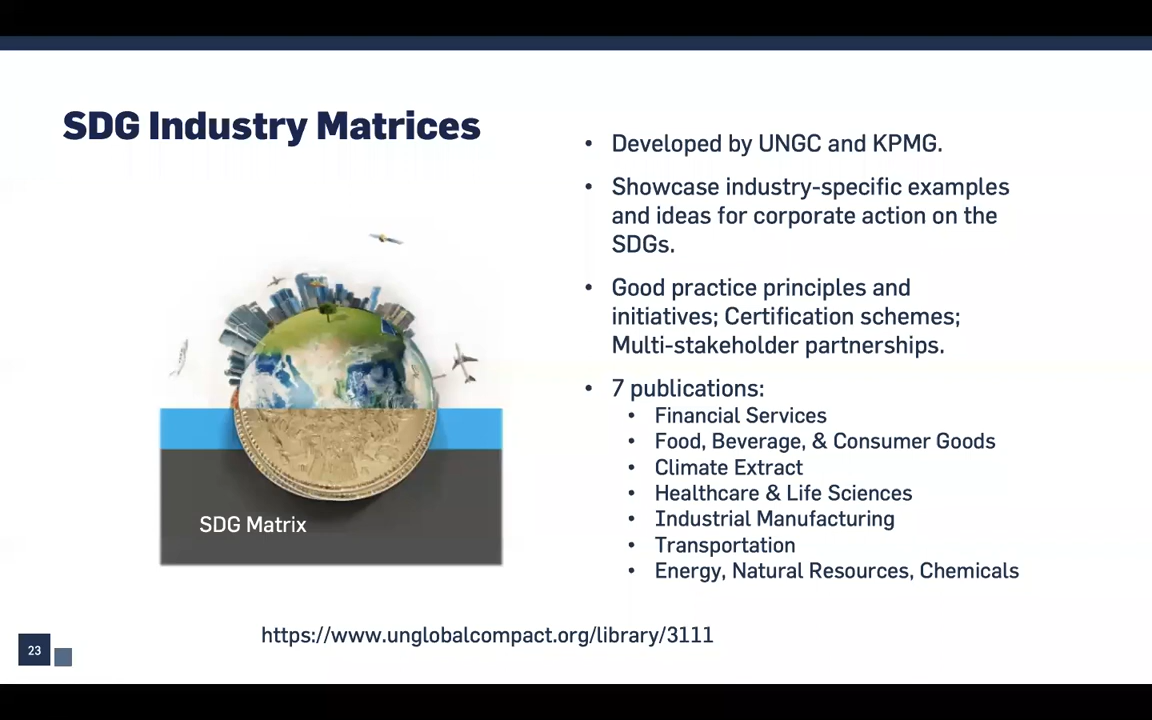 SDG Industry Matrices
• Developed by UNGC and KPMG.
• Showcase industry-specific examples
and ideas for corporate action on the
SDGs.
• Good practice principles and
initiatives; Certification schemes;
Multi-stakeholder partnerships.
• 7 publications:
• Financial Services
• Food, Beverage, & Consumer Goods
• Climate Extract
• Healthcare & Life Sciences
• Industrial Manufacturing
• Transportation
• Energy, Natural Resources, Chemicals
SDG Matrix
https://www.unglobalcompact.org/library/3111
23